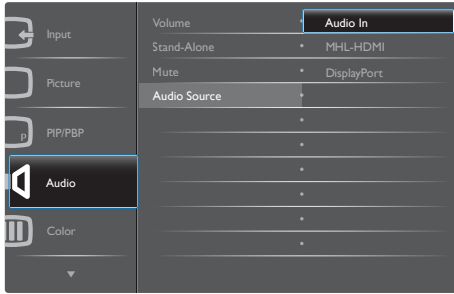 Input
Picture
p
PIP/PBP
Audio
Color
Volume
Stand-Alone
Mute
Audio Source
Audio In
MHL-HDMI
DisplayPort